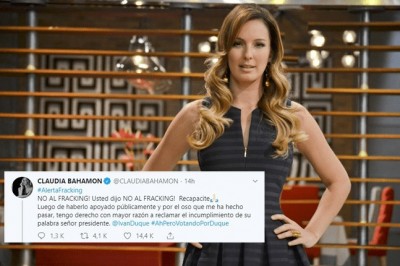 CLAUDIA BAHAMON @CLAUDIABAHAMON · 14h
#AlertaFracking
NO AL FRACKING! Usted dijo NO AL FRACKING! Recapacite🙏🏻
Luego de haberlo apoyado públicamente y por el oso que me ha hecho
pasar, tengo derecho con mayor razón a reclamar el incumplimiento de su
palabra señor presidente. @IvanDuque #AhPeroVotandoPorDuque
1,3 K 4,1 K 14,4 K